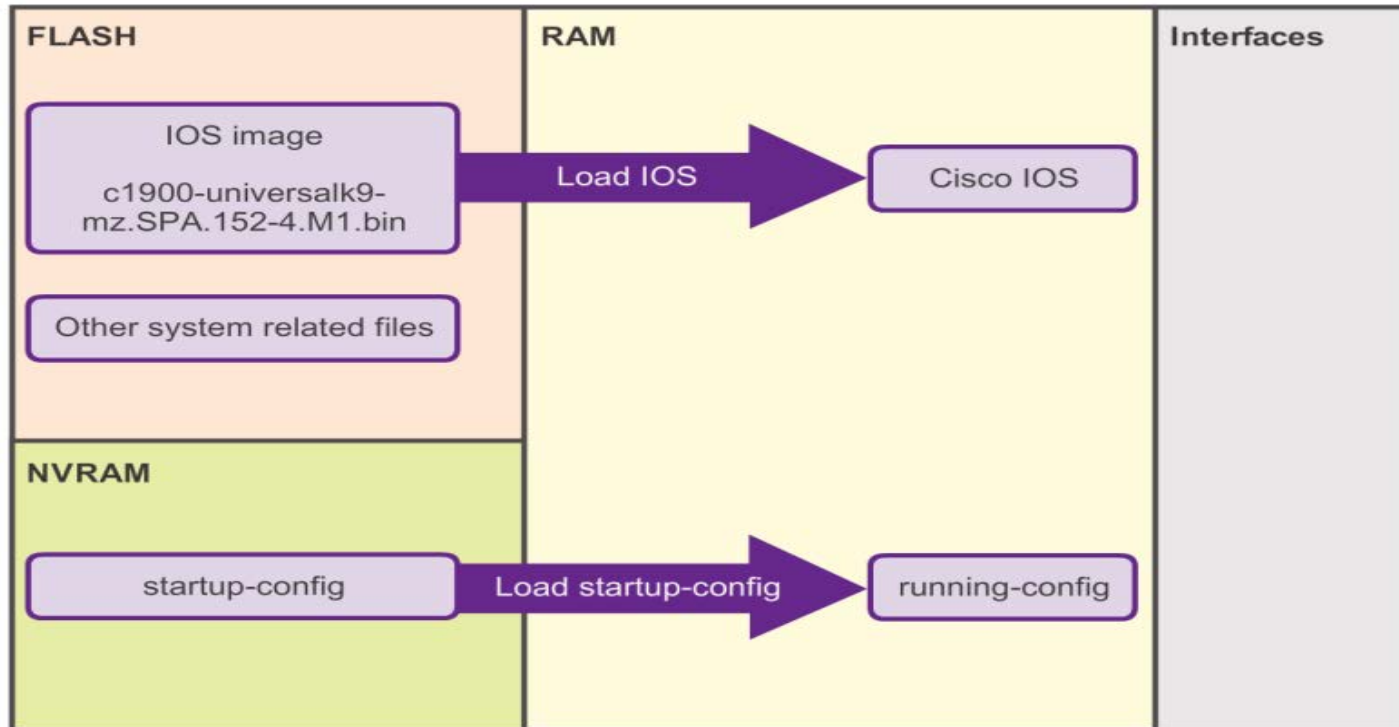 FLASH
IOS image
c1900-universalk9-
mz.SPA.152-4.M1.bin
Other system related files
NVRAM
startup-config
RAM
Load IOS
Cisco IOS
Load startup-config
running-config
Interfaces